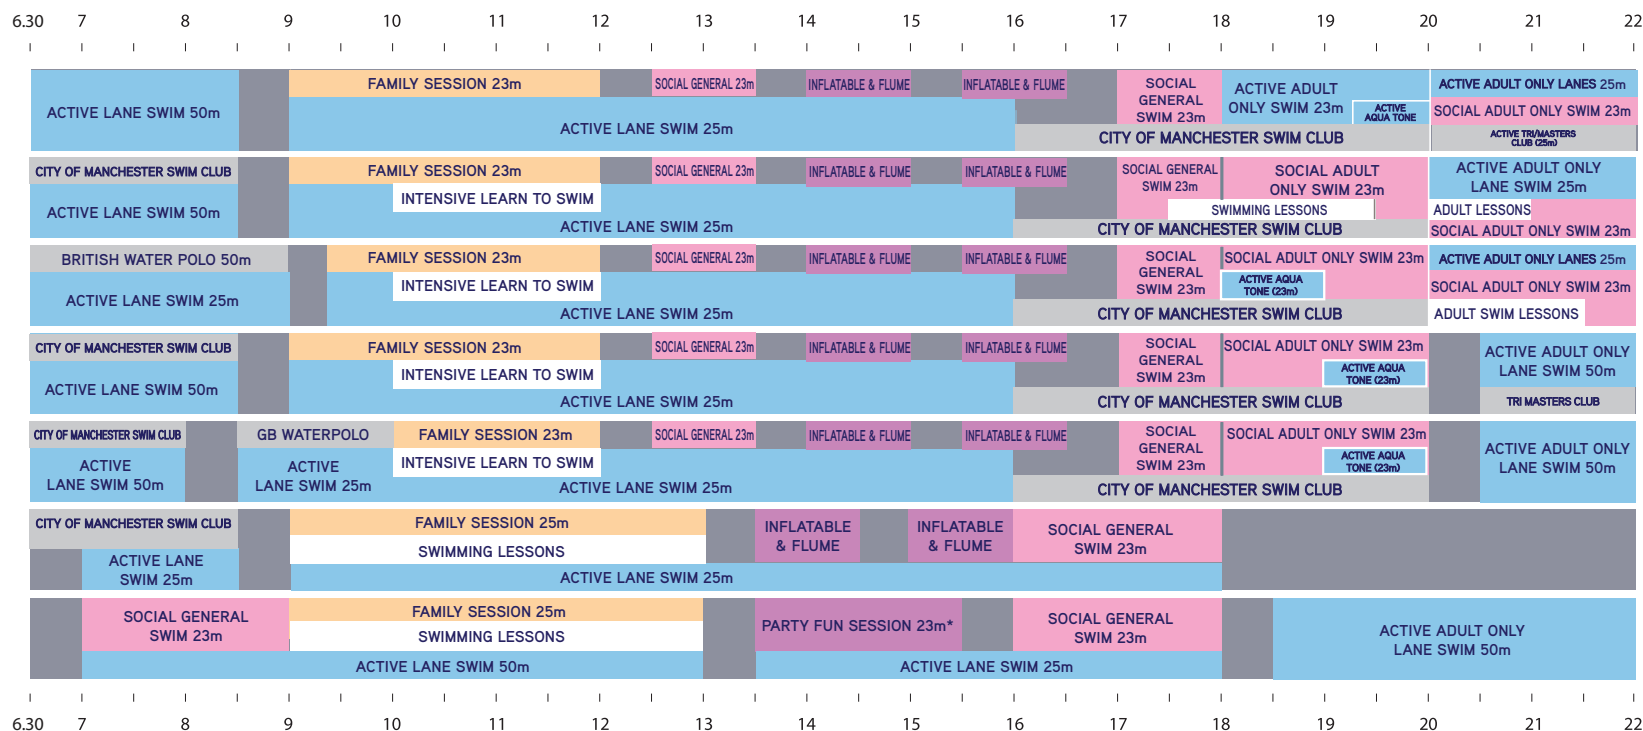 6.30 7 8 9 10 11 12 13 14 15 16 17 18 19 20 21 22
ACTIVE LANE SWIM 50m
FAMILY SESSION 23m
ACTIVE LANE SWIM 25m
SOCIAL GENERAL 23m
INFLATABLE & FLUME
INFLATABLE & FLUME
SOCIAL
GENERAL
SWIM 23m
ACTIVE ADULT
ONLY SWIM 23m
ACTIVE
AQUA TONE
CITY OF MANCHESTER SWIM CLUB
ACTIVE ADULT ONLY LANES 25m
SOCIAL ADULT ONLY SWIM 23m
ACTIVE TRI/MASTERS
CLUB (25m)
CITY OF MANCHESTER SWIM CLUB
ACTIVE LANE SWIM 50m
FAMILY SESSION 23m
INTENSIVE LEARN TO SWIM
ACTIVE LANE SWIM 25m
SOCIAL GENERAL 23m
INFLATABLE & FLUME
INFLATABLE & FLUME
SOCIAL GENERAL
SWIM 23m
SOCIAL ADULT
ONLY SWIM 23m
SWIMMING LESSONS
CITY OF MANCHESTER SWIM CLUB
ACTIVE ADULT ONLY
LANE SWIM 25m
ADULT LESSONS
SOCIAL ADULT ONLY SWIM 23m
BRITISH WATER POLO 50m
ACTIVE LANE SWIM 25m
FAMILY SESSION 23m
INTENSIVE LEARN TO SWIM
ACTIVE LANE SWIM 25m
SOCIAL GENERAL 23m
INFLATABLE & FLUME
INFLATABLE & FLUME
SOCIAL
GENERAL
SWIM 23m
SOCIAL ADULT ONLY SWIM 23m
ACTIVE AQUA
TONE (23m)
CITY OF MANCHESTER SWIM CLUB
ACTIVE ADULT ONLY LANES 25m
SOCIAL ADULT ONLY SWIM 23m
ADULT SWIM LESSONS
CITY OF MANCHESTER SWIM CLUB
ACTIVE LANE SWIM 50m
FAMILY SESSION 23m
INTENSIVE LEARN TO SWIM
ACTIVE LANE SWIM 25m
SOCIAL GENERAL 23m
INFLATABLE & FLUME
INFLATABLE & FLUME
SOCIAL
GENERAL
SWIM 23m
SOCIAL ADULT ONLY SWIM 23m
ACTIVE AQUA
TONE (23m)
CITY OF MANCHESTER SWIM CLUB
ACTIVE ADULT ONLY
LANE SWIM 50m
TRI MASTERS CLUB
CITY OF MANCHESTER SWIM CLUB
ACTIVE
LANE SWIM 50m
GB WATERPOLO
ACTIVE
LANE SWIM 25m
FAMILY SESSION 23m
INTENSIVE LEARN TO SWIM
ACTIVE LANE SWIM 25m
SOCIAL GENERAL 23m
INFLATABLE & FLUME
INFLATABLE & FLUME
SOCIAL
GENERAL
SWIM 23m
SOCIAL ADULT ONLY SWIM 23m
ACTIVE AQUA
TONE (23m)
CITY OF MANCHESTER SWIM CLUB
ACTIVE ADULT ONLY
LANE SWIM 50m
CITY OF MANCHESTER SWIM CLUB
ACTIVE LANE
SWIM 25m
FAMILY SESSION 25m
SWIMMING LESSONS
ACTIVE LANE SWIM 25m
INFLATABLE
& FLUME
INFLATABLE
& FLUME
SOCIAL GENERAL
SWIM 23m
SOCIAL GENERAL
SWIM 23m
FAMILY SESSION 25m
SWIMMING LESSONS
ACTIVE LANE SWIM 50m
PARTY FUN SESSION 23m*
ACTIVE LANE SWIM 25m
SOCIAL GENERAL
SWIM 23m
ACTIVE ADULT ONLY
LANE SWIM 50m
6.30 7 8 9 10 11 12 13 14 15 16 17 18 19 20 21 22